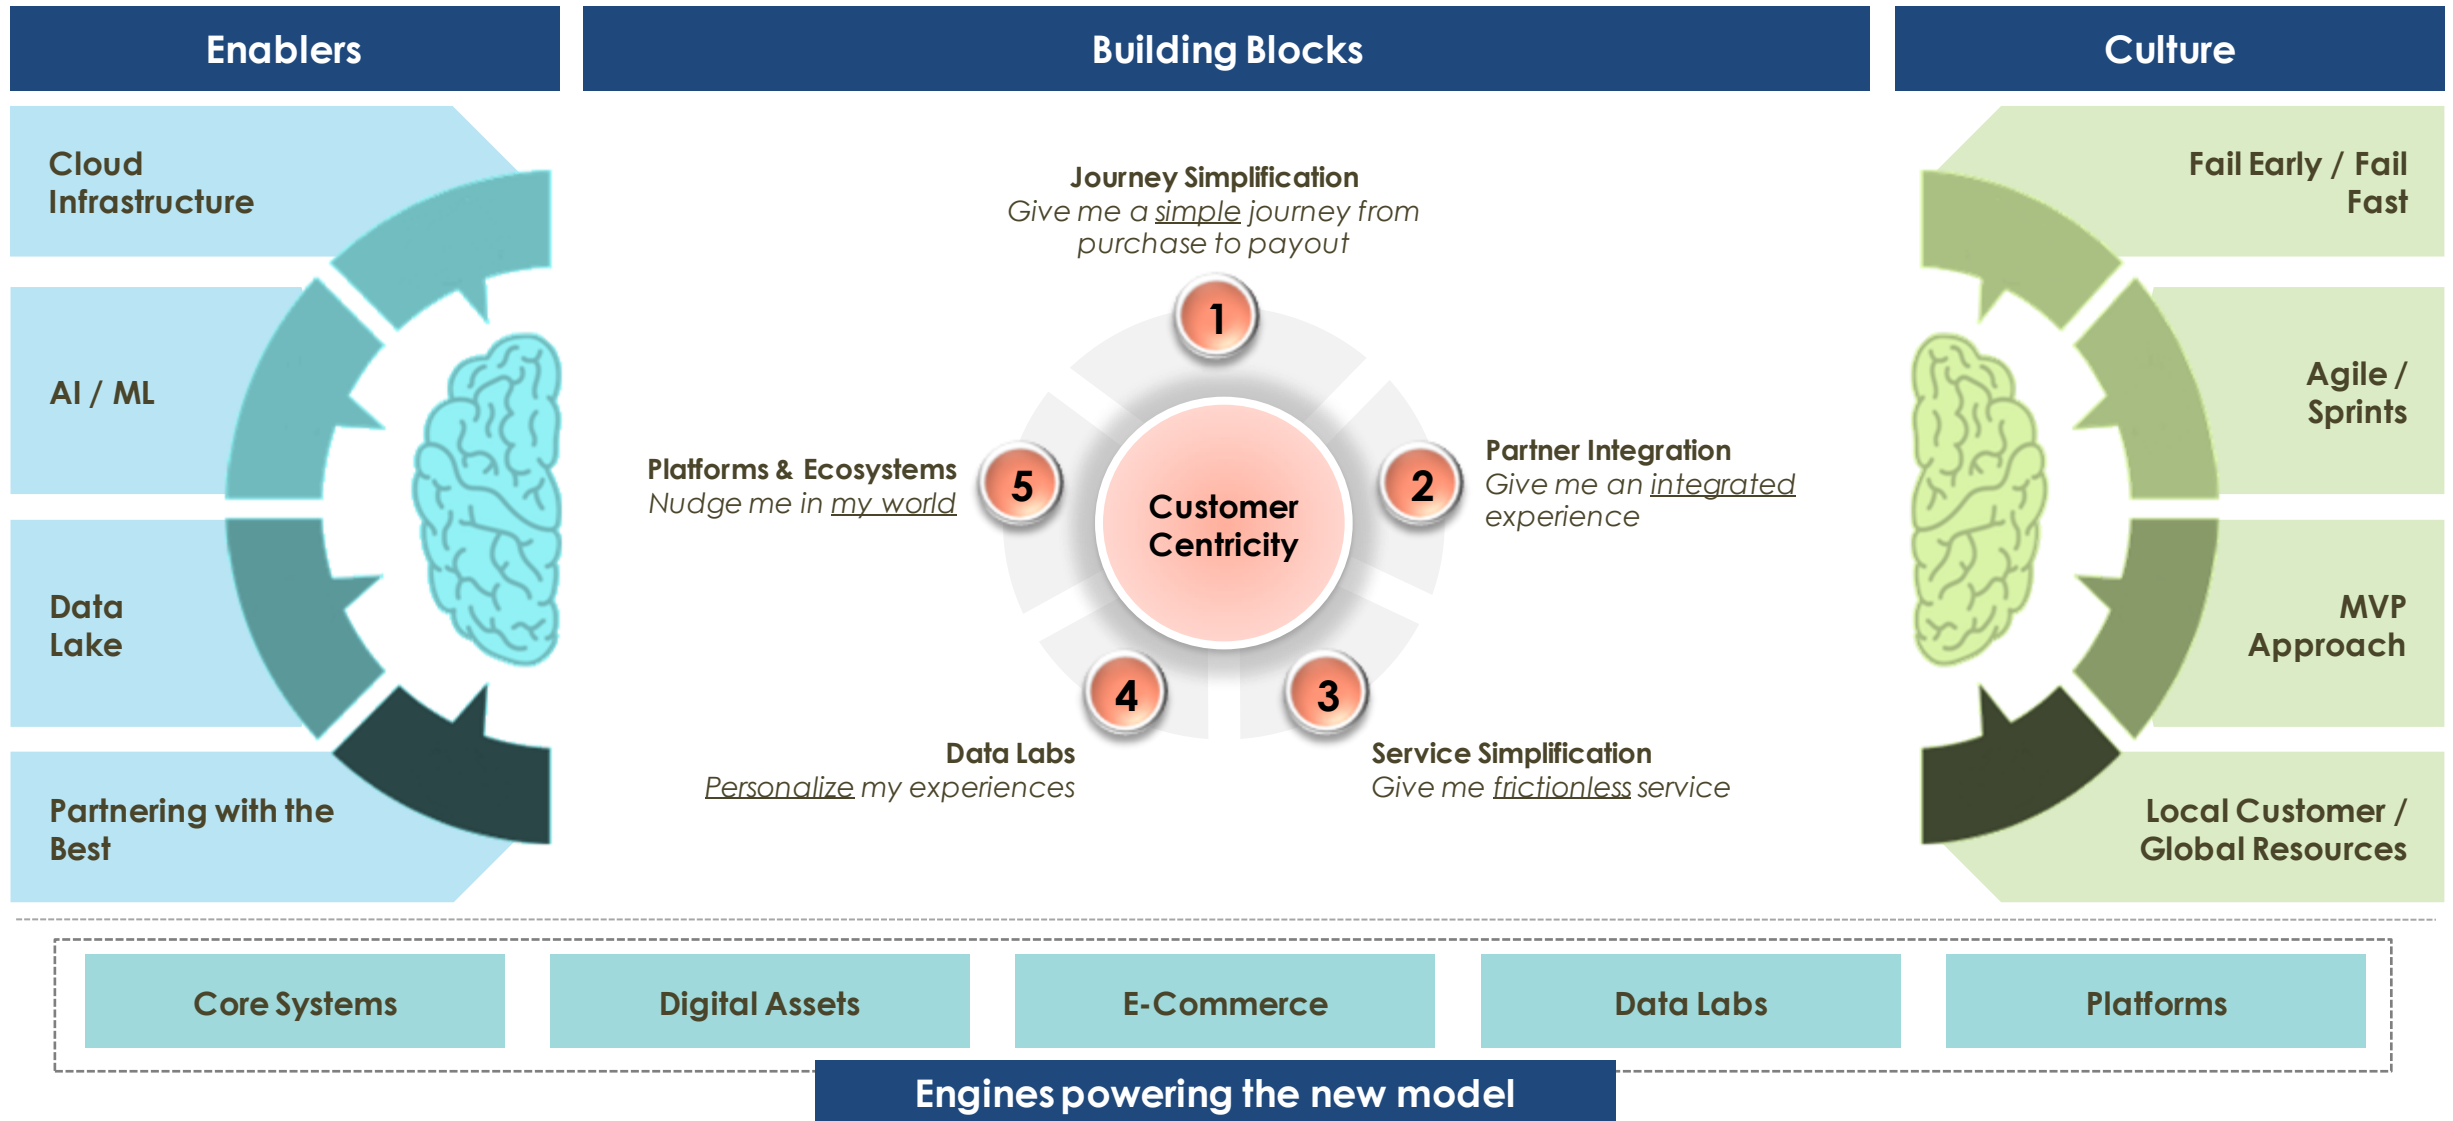 Enablers
Building Blocks
Culture
Cloud
Infrastructure
AI / ML
Data
Lake
Partnering with the
Best
Journey Simplification
Give me a simple journey from
purchase to payout
1
Partner Integration
Give me an integrated
experience
2
Service Simplification
Give me frictionless service
3
Data Labs
Personalize my experiences
4
Platforms & Ecosystems
Nudge me in my world
5
Customer
Centricity
Fail Early / Fail
Fast
Agile /
Sprints
MVP
Approach
Local Customer /
Global Resources
Core Systems
Digital Assets
E-Commerce
Data Labs
Platforms
Engines powering the new model